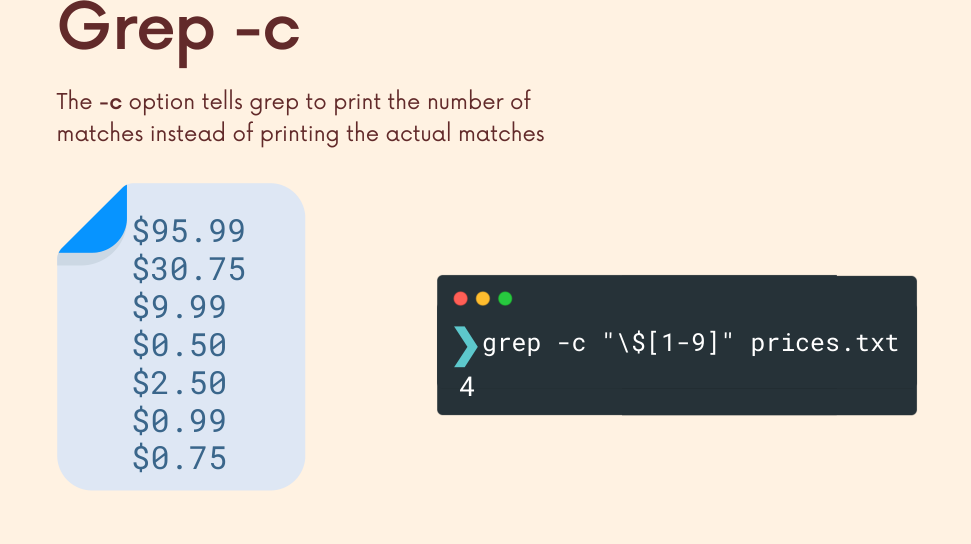 Grep -c
The -c option tells grep to print the number of
matches instead of printing the actual matches
$95.99
$30.75
$9.99
$0.50
$2.50
$0.99
$0.75
❯grep -c "\$[1-9]" prices.txt
4